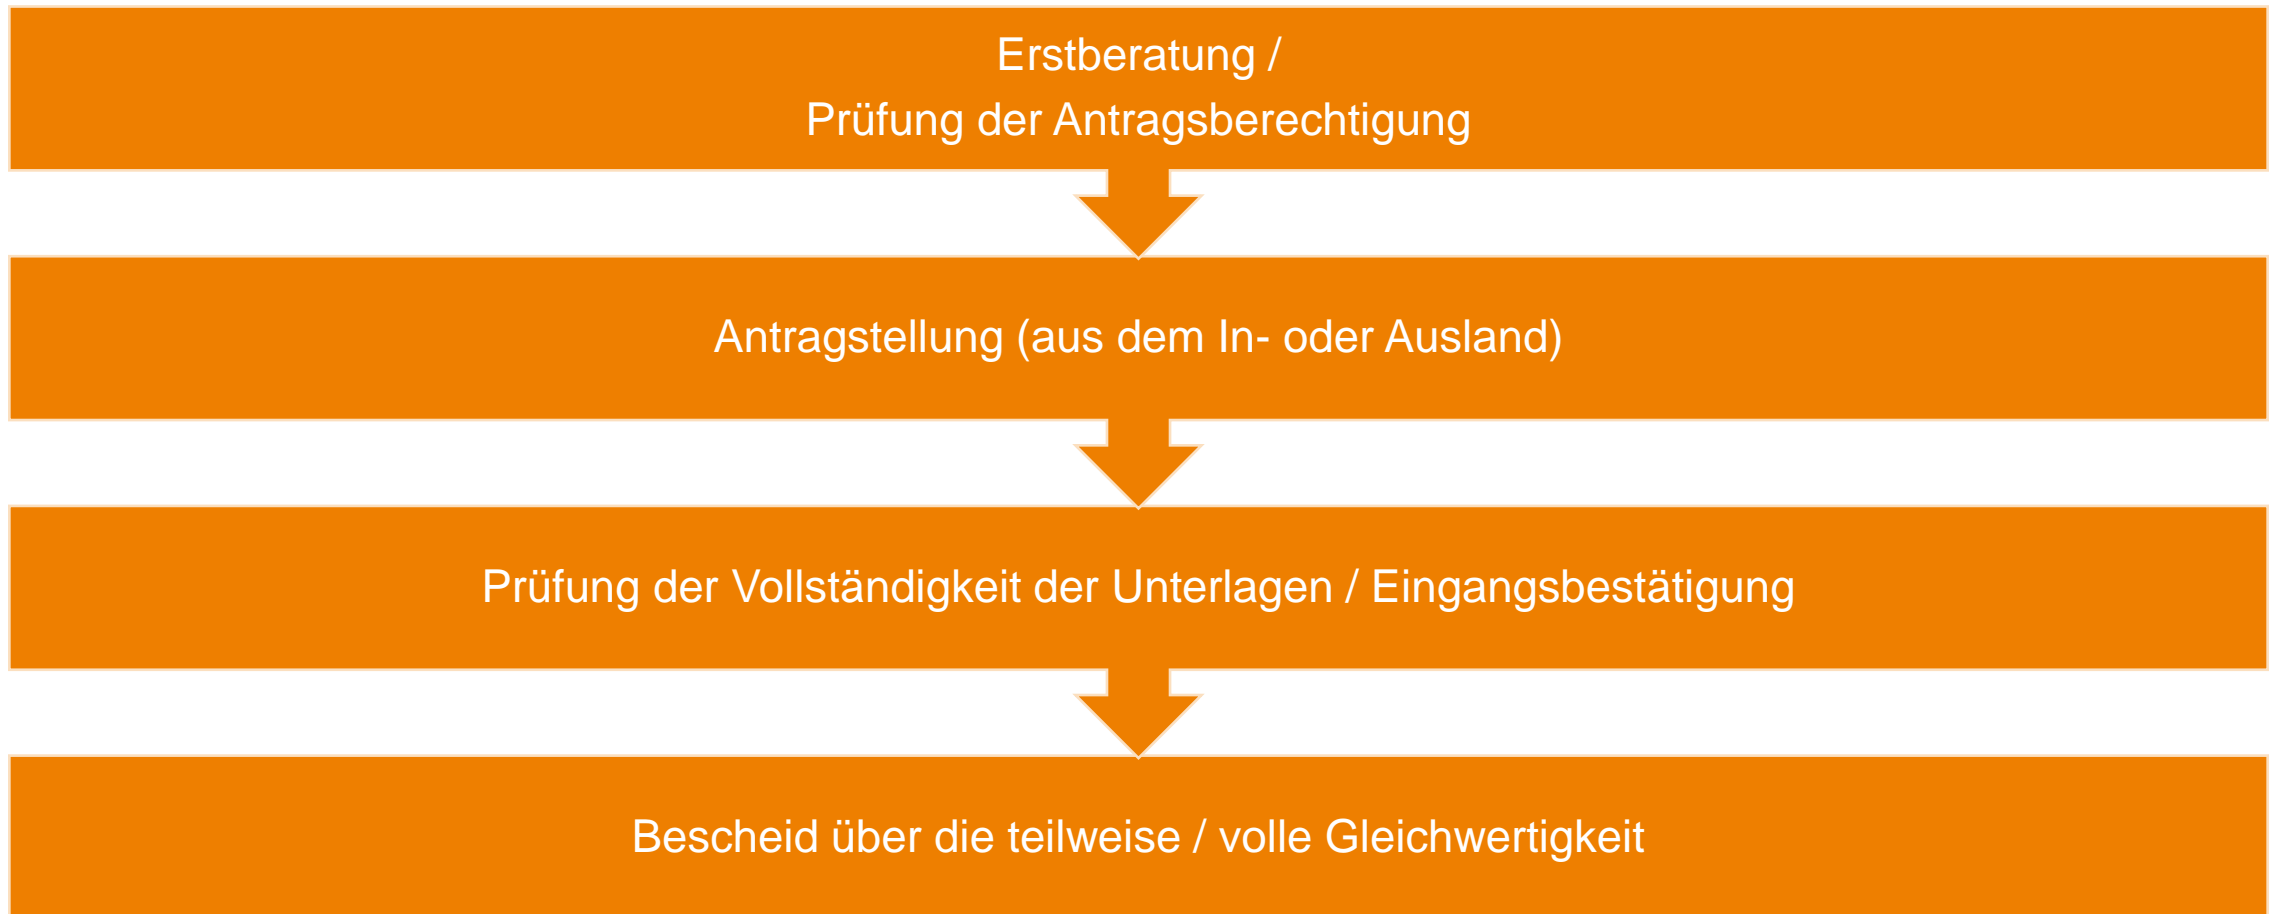 Erstberatung /
Prüfung der Antragsberechtigung
Antragstellung (aus dem In- oder Ausland)
Prüfung der Vollständigkeit der Unterlagen / Eingangsbestätigung
Bescheid über die teilweise / volle Gleichwertigkeit